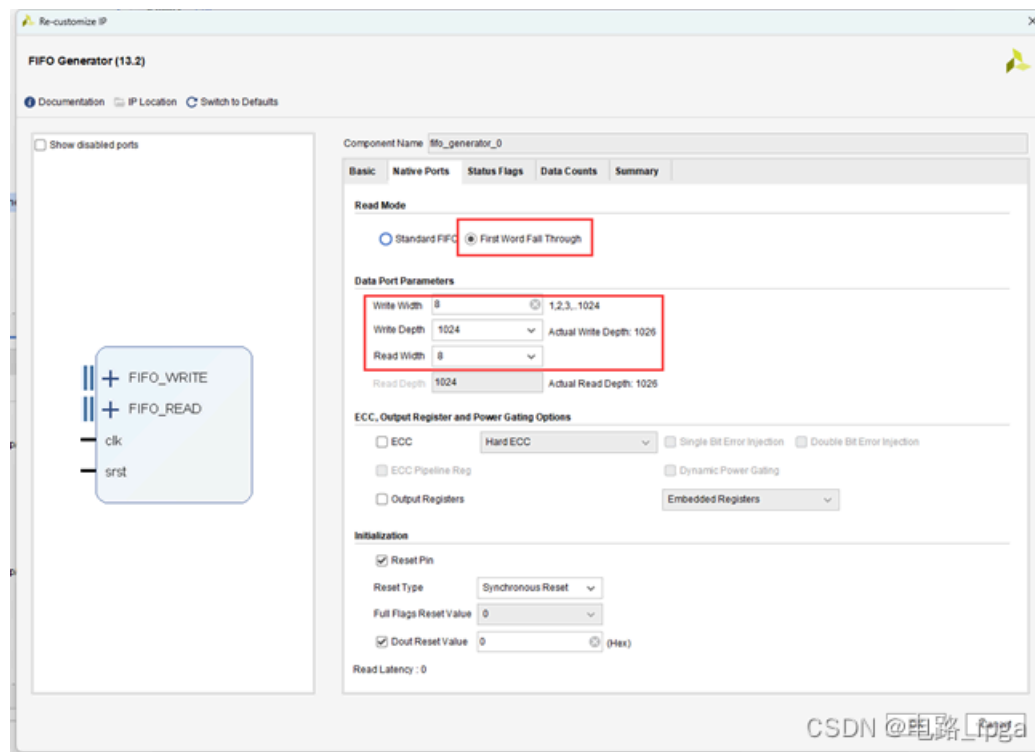 Re-customize IP
FIFO Generator (13.2)
Documentation IP Location Switch to Defaults
Show disabled ports
FIFO_WRITE
FIFO_READ
clk
srst
Component Name fifo_generator_0
Basic Native Ports Status Flags Data Counts Summary
Read Mode
Standard FIFO First Word Fall Through
Data Port Parameters
Write Width 8 1,2,3,..1024
Write Depth 1024 Actual Write Depth: 1026
Read Width 8
Read Depth 1024 Actual Read Depth: 1026
ECC, Output Register and Power Gating Options
ECC Hard ECC Single Bit Error Injection Double Bit Error Injection
ECC Pipeline Reg Dynamic Power Gating
Output Registers Embedded Registers
Initialization
Reset Pin
Reset Type Synchronous Reset
Full Flags Reset Value 0
Dout Reset Value 0 (Hex)
Read Latency : 0
CSDN @电路_fpga